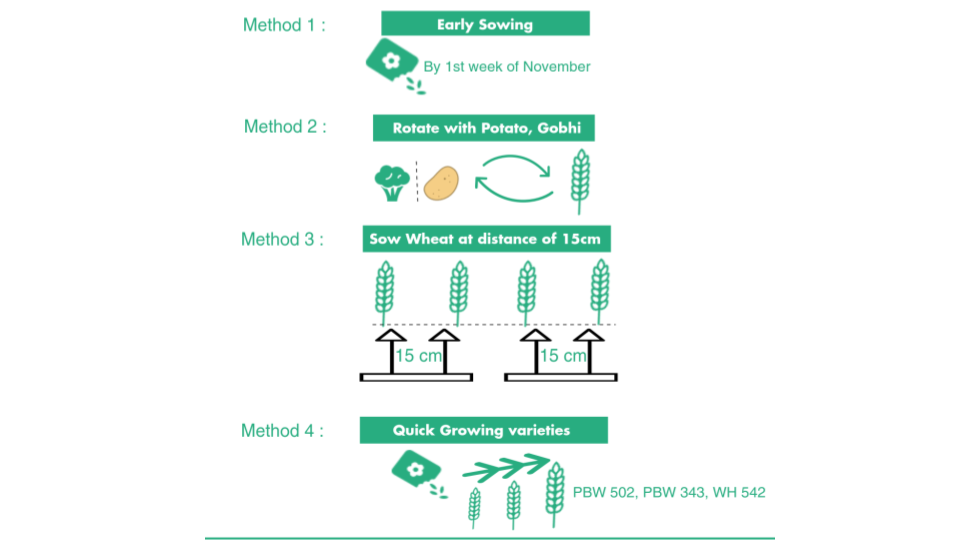 Method 1 :
Early Sowing
By 1st week of November
Method 2 :
Rotate with Potato, Gobhi
Method 3 :
Sow Wheat at distance of 15cm
15 cm
15 cm
Method 4 :
Quick Growing varieties
PBW 502, PBW 343, WH 542